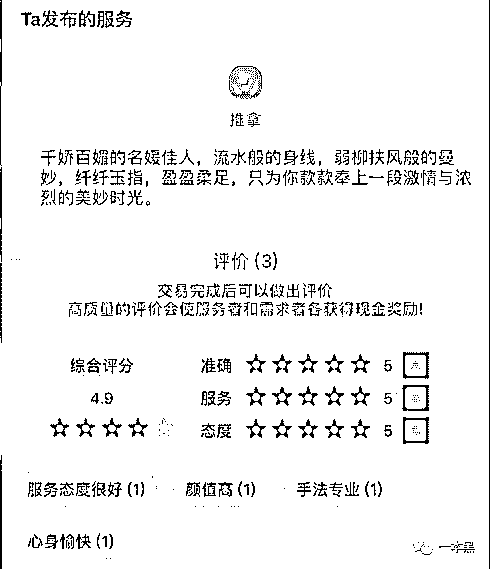 Ta发布的服务
推拿
千娇百媚的名媛佳人，流水般的身线，弱柳扶风般的曼
妙，纤纤玉指，盈盈柔足，只为你款款奉上一段激情与浓
烈的美妙时光。
评价 (3)
交易完成后可以做出评价
高质量的评价会使服务者和需求者各获得现金奖励!
综合评分
4.9
准确 5
服务 5
态度 5
服务态度很好 (1) 颜值高 (1) 手法专业 (1)
心身愉快 (1)
一本黑